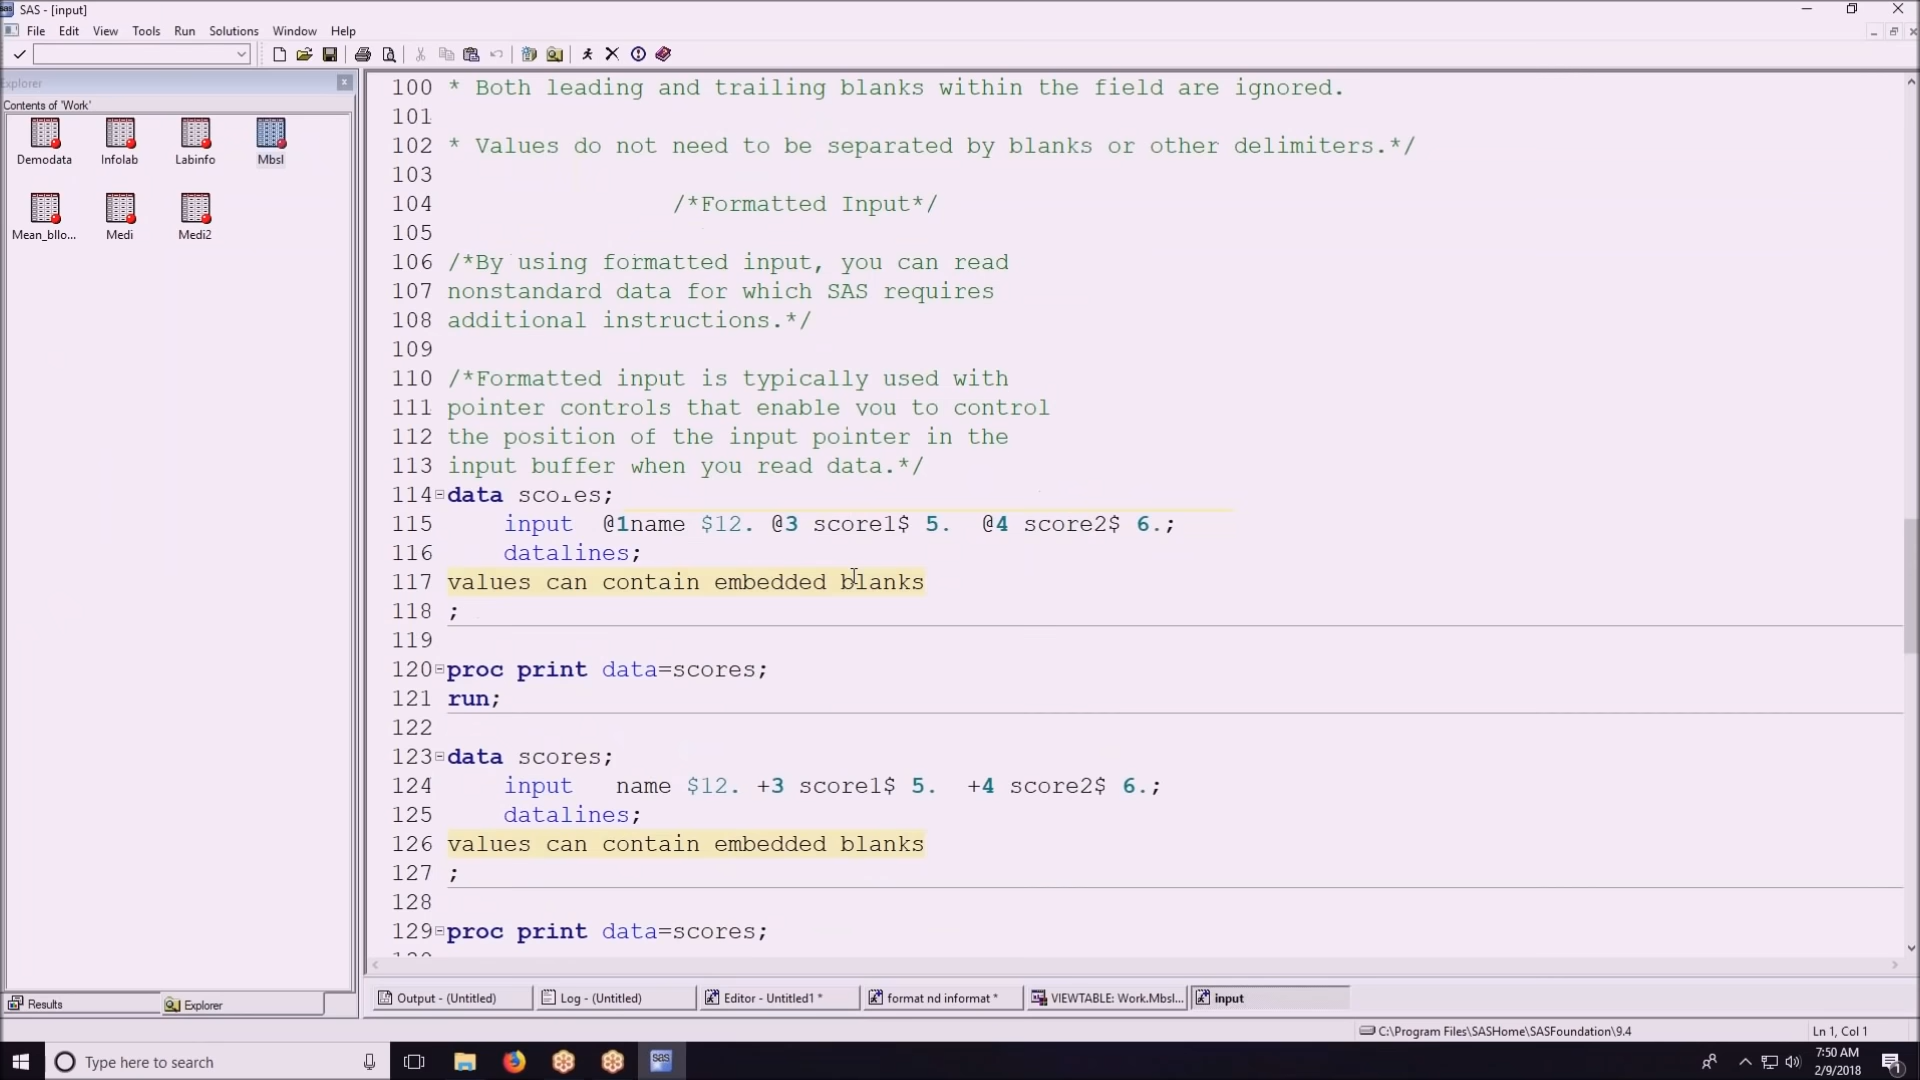 SAS - [input]
File Edit View Tools Run Solutions Window Help
Explorer
Contents of 'Work'
Demodata Infolab Labinfo Mbsl
Mean_bllo... Medi Medi2
100 * Both leading and trailing blanks within the field are ignored.
101
102 * Values do not need to be separated by blanks or other delimiters.*/
103
104 /*Formatted Input*/
105
106 /*By using formatted input, you can read
107 nonstandard data for which SAS requires
108 additional instructions.*/
109
110 /*Formatted input is typically used with
111 pointer controls that enable you to control
112 the position of the input pointer in the
113 input buffer when you read data.*/
114 data scores;
115 input @1name $12. @3 score1$ 5. @4 score2$ 6.;
116 datalines;
117 values can contain embedded blanks
118 ;
119
120 proc print data=scores;
121 run;
122
123 data scores;
124 input name $12. +3 score1$ 5. +4 score2$ 6.;
125 datalines;
126 values can contain embedded blanks
127 ;
128
129 proc print data=scores;
Results Explorer
Output - (Untitled) Log - (Untitled) Editor - Untitled1 * format nd informat * VIEWTABLE: Work.Mbsl... input
C:\Program Files\SASHome\SASFoundation\9.4 Ln 1, Col 1
Type here to search
sas
7:50 AM
2/9/2018
1